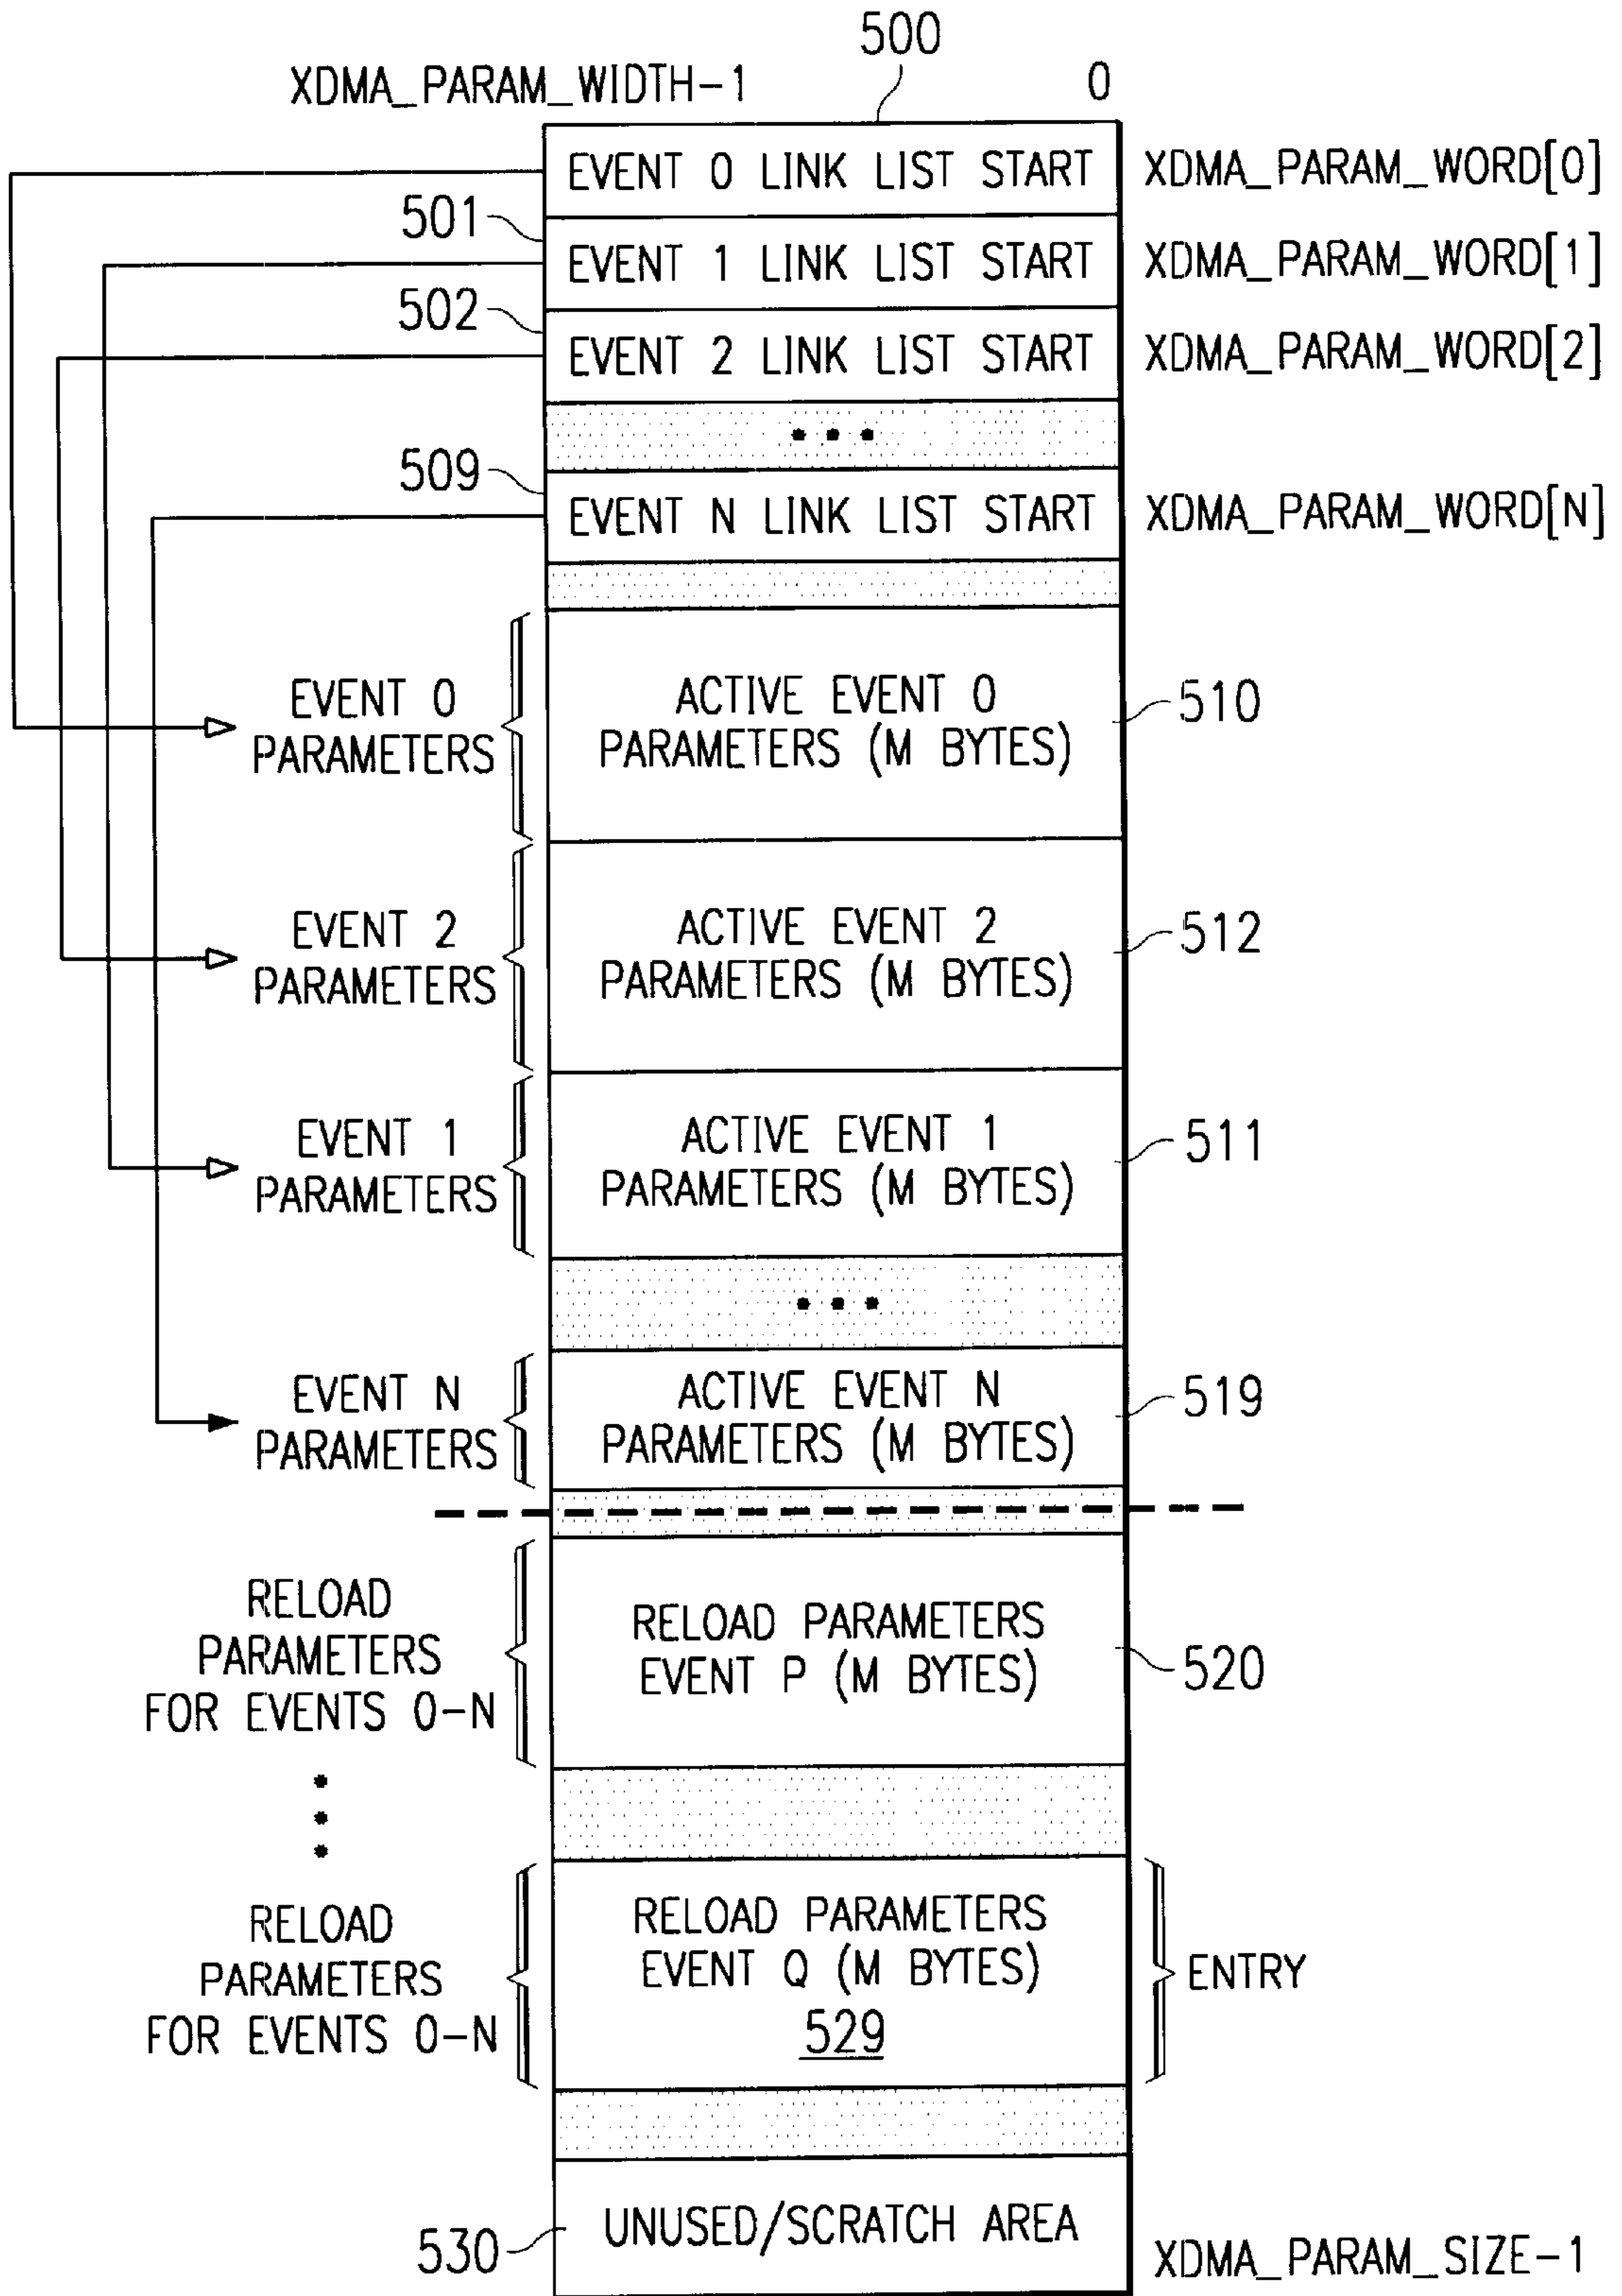 500
XDMA_PARAM_WIDTH-1 0
EVENT 0 LINK LIST START XDMA_PARAM_WORD[0]
501
EVENT 1 LINK LIST START XDMA_PARAM_WORD[1]
502
EVENT 2 LINK LIST START XDMA_PARAM_WORD[2]
• • •
509
EVENT N LINK LIST START XDMA_PARAM_WORD[N]
EVENT 0
PARAMETERS
ACTIVE EVENT 0
PARAMETERS (M BYTES)
510
EVENT 2
PARAMETERS
ACTIVE EVENT 2
PARAMETERS (M BYTES)
512
EVENT 1
PARAMETERS
ACTIVE EVENT 1
PARAMETERS (M BYTES)
511
• • •
EVENT N
PARAMETERS
ACTIVE EVENT N
PARAMETERS (M BYTES)
519
RELOAD
PARAMETERS
FOR EVENTS 0-N
RELOAD PARAMETERS
EVENT P (M BYTES)
520
RELOAD
PARAMETERS
FOR EVENTS 0-N
RELOAD PARAMETERS
EVENT Q (M BYTES)
529
ENTRY
530
UNUSED/SCRATCH AREA
XDMA_PARAM_SIZE-1